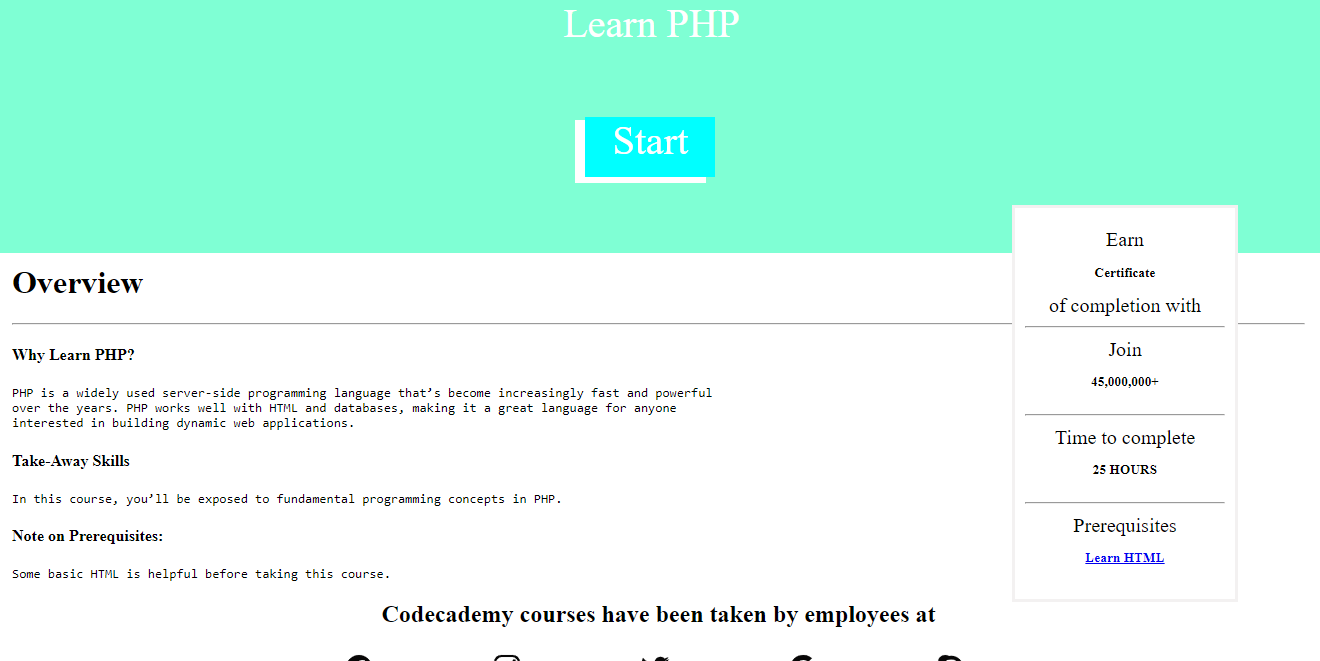 Learn PHP
Start
Earn
Certificate
of completion with
Join
45,000,000+
Time to complete
25 HOURS
Prerequisites
Learn HTML
Overview
Why Learn PHP?
PHP is a widely used server-side programming language that’s become increasingly fast and powerful
over the years. PHP works well with HTML and databases, making it a great language for anyone
interested in building dynamic web applications.
Take-Away Skills
In this course, you’ll be exposed to fundamental programming concepts in PHP.
Note on Prerequisites:
Some basic HTML is helpful before taking this course.
Codecademy courses have been taken by employees at